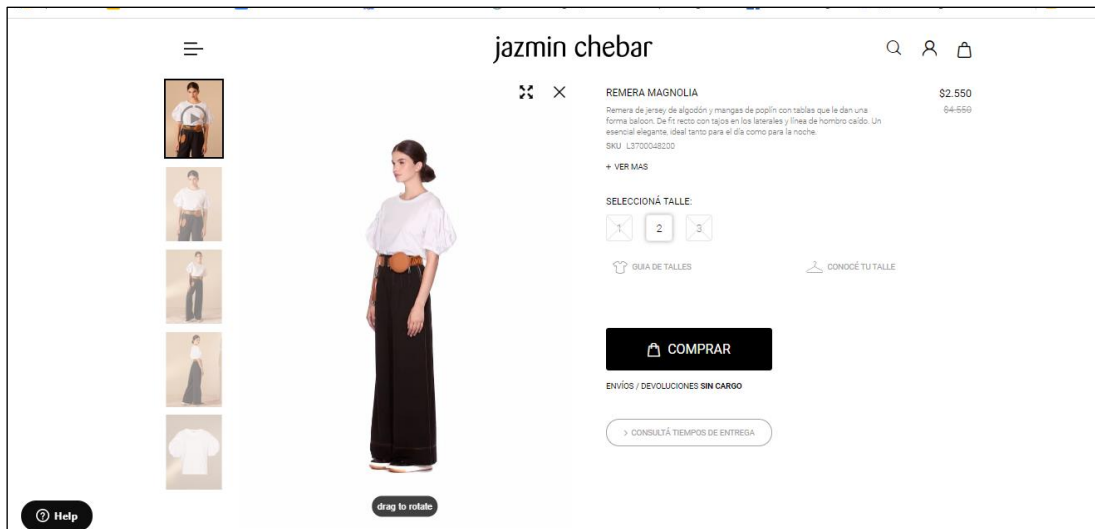 jazmin chebar
REMERA MAGNOLIA
$2.550
Remera de jersey de algodón y mangas de poplín con tablas que le dan una
$4.550
forma baloon. De fit recto con tajos en los laterales y línea de hombro caído. Un
esencial elegante, ideal tanto para el día como para la noche.
SKU L3700048200
+ VER MAS
SELECCIONÁ TALLE:
1 2 3
GUIA DE TALLES
CONOCÉ TU TALLE
COMPRAR
ENVÍOS / DEVOLUCIONES SIN CARGO
> CONSULTÁ TIEMPOS DE ENTREGA
drag to rotate
Help